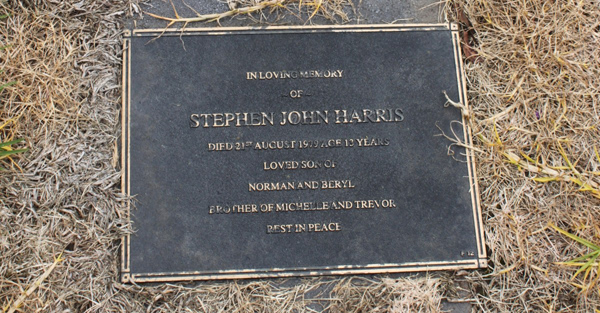 IN LOVING MEMORY
OF
STEPHEN JOHN HARRIS
DIED 21ST AUGUST 1979 AGE 12 YEARS
LOVED SON OF
NORMAN AND BERYL
BROTHER OF MICHELLE AND TREVOR
REST IN PEACE